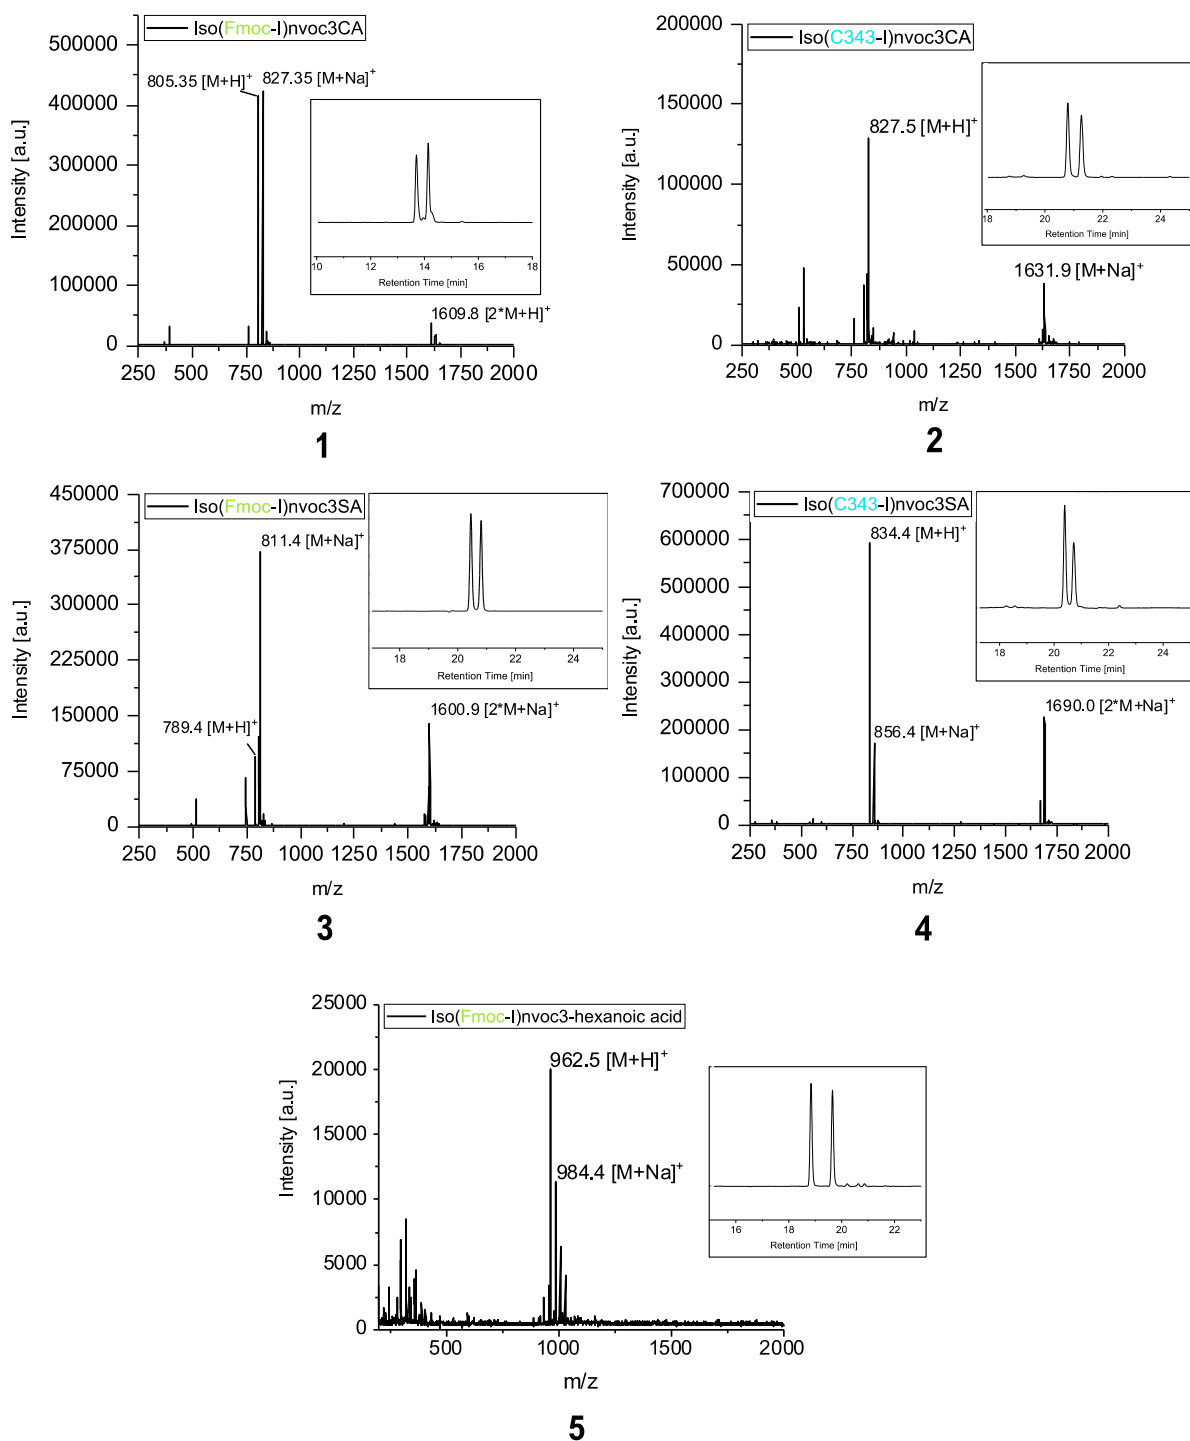 Iso(Fmoc-I)nvoc3CA
500000
400000
300000
200000
100000
0
Intensity [a.u.]
805.35 [M+H]⁺
827.35 [M+Na]⁺
1609.8 [2*M+H]⁺
10 12 14 16 18
Retention Time [min]
250 500 750 1000 1250 1500 1750 2000
m/z
1
Iso(C343-I)nvoc3CA
200000
150000
100000
50000
0
Intensity [a.u.]
827.5 [M+H]⁺
1631.9 [M+Na]⁺
18 20 22 24
Retention Time [min]
250 500 750 1000 1250 1500 1750 2000
m/z
2
Iso(Fmoc-I)nvoc3SA
450000
375000
300000
225000
150000
75000
0
Intensity [a.u.]
811.4 [M+Na]⁺
789.4 [M+H]⁺
1600.9 [2*M+Na]⁺
18 20 22 24
Retention Time [min]
250 500 750 1000 1250 1500 1750 2000
m/z
3
Iso(C343-I)nvoc3SA
700000
600000
500000
400000
300000
200000
100000
0
Intensity [a.u.]
834.4 [M+H]⁺
856.4 [M+Na]⁺
1690.0 [2*M+Na]⁺
18 20 22 24
Retention Time [min]
250 500 750 1000 1250 1500 1750 2000
m/z
4
Iso(Fmoc-I)nvoc3-hexanoic acid
25000
20000
15000
10000
5000
0
Intensity [a.u.]
962.5 [M+H]⁺
984.4 [M+Na]⁺
16 18 20 22
Retention Time [min]
500 1000 1500 2000
m/z
5